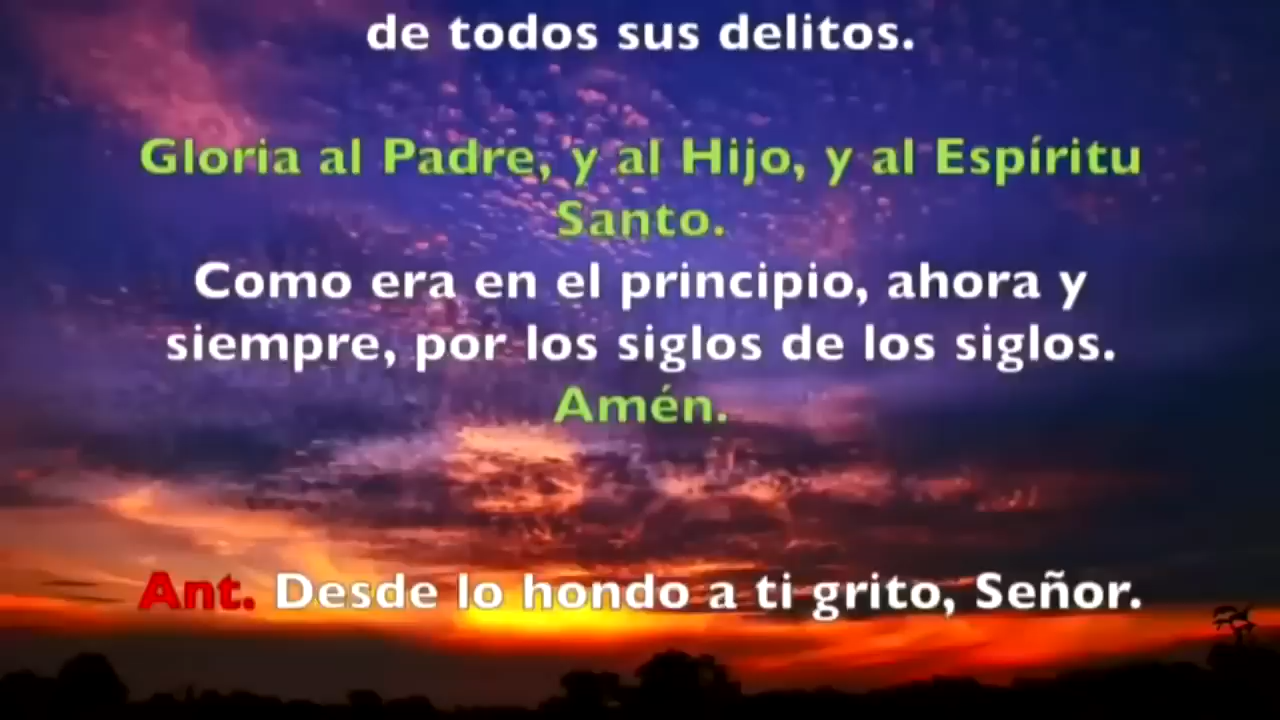 de todos sus delitos.
Gloria al Padre, y al Hijo, y al Espíritu
Santo.
Como era en el principio, ahora y
siempre, por los siglos de los siglos.
Amén.
Ant. Desde lo hondo a ti grito, Señor.